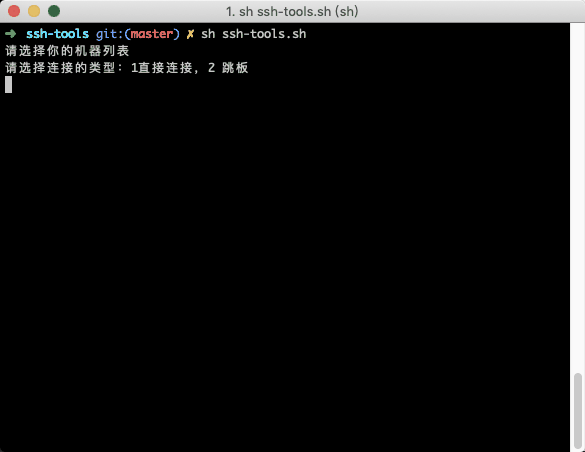 1. sh ssh-tools.sh (sh)
➜ ssh-tools git:(master) ✗ sh ssh-tools.sh
请选择你的机器列表
请选择连接的类型：1直接连接，2 跳板